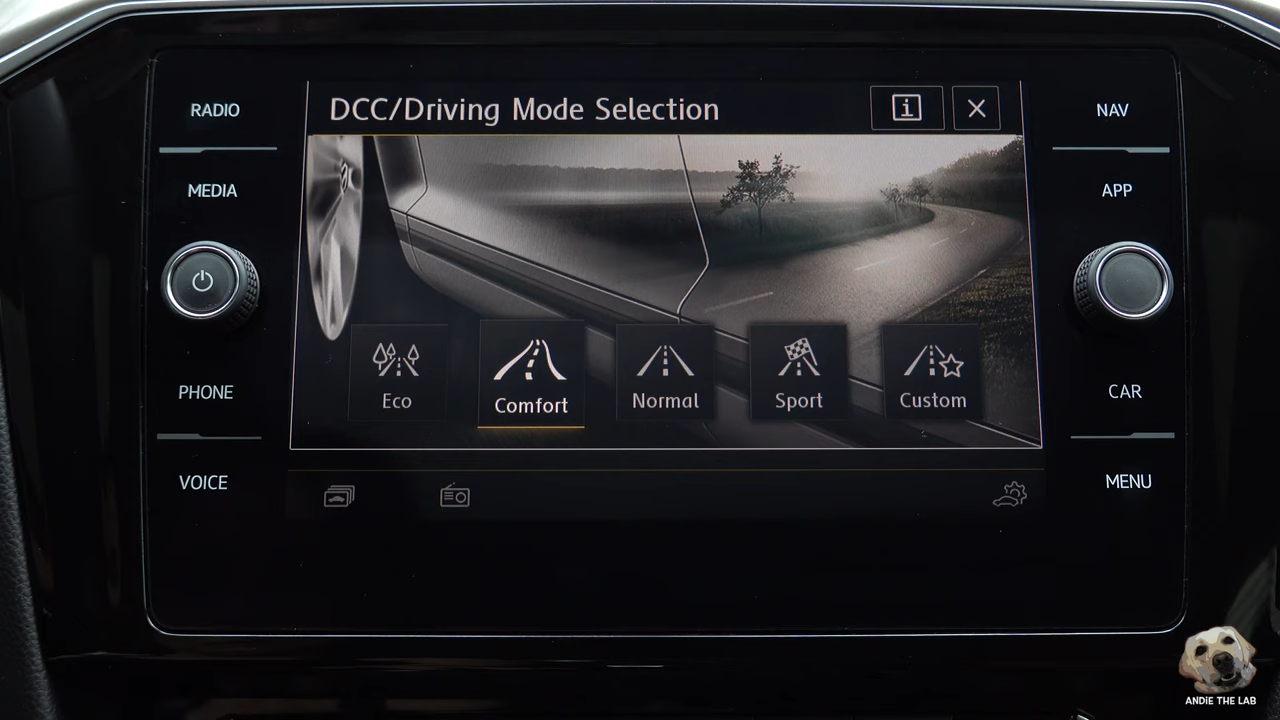 DCC/Driving Mode Selection
RADIO
MEDIA
PHONE
VOICE
NAV
APP
CAR
MENU
Eco
Comfort
Normal
Sport
Custom
ANDIE THE LAB